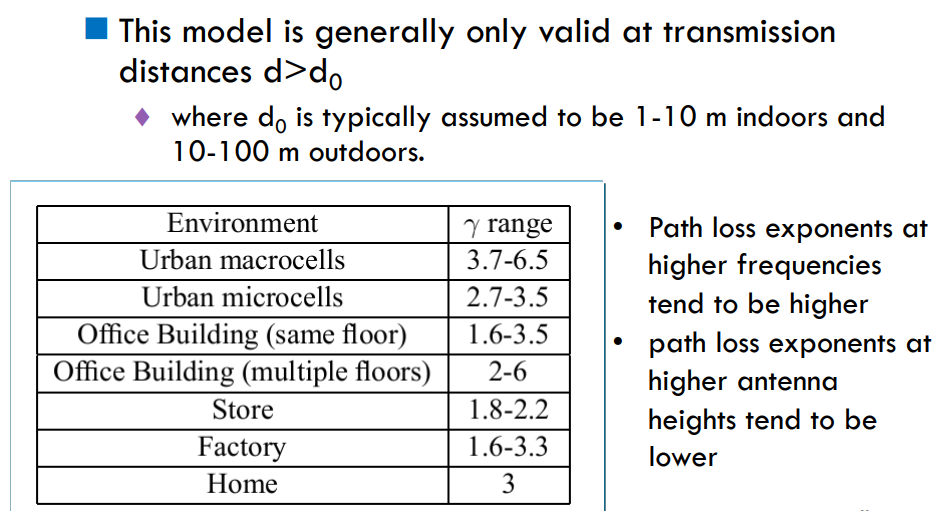 This model is generally only valid at transmission
distances d>d₀
where d₀ is typically assumed to be 1-10 m indoors and
10-100 m outdoors.
Environment γ range
Urban macrocells 3.7-6.5
Urban microcells 2.7-3.5
Office Building (same floor) 1.6-3.5
Office Building (multiple floors) 2-6
Store 1.8-2.2
Factory 1.6-3.3
Home 3
• Path loss exponents at
higher frequencies
tend to be higher
• path loss exponents at
higher antenna
heights tend to be
lower